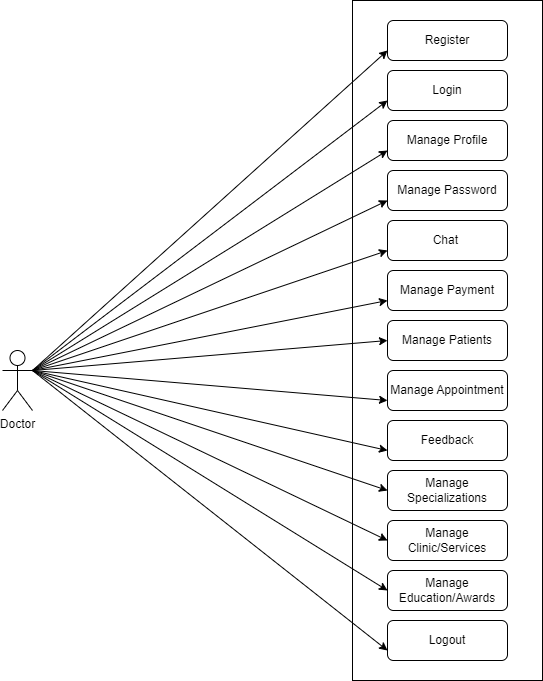 Register
Login
Manage Profile
Manage Password
Chat
Manage Payment
Manage Patients
Manage Appointment
Doctor
Feedback
Manage
Specializations
Manage
Clinic/Services
Manage
Education/Awards
Logout